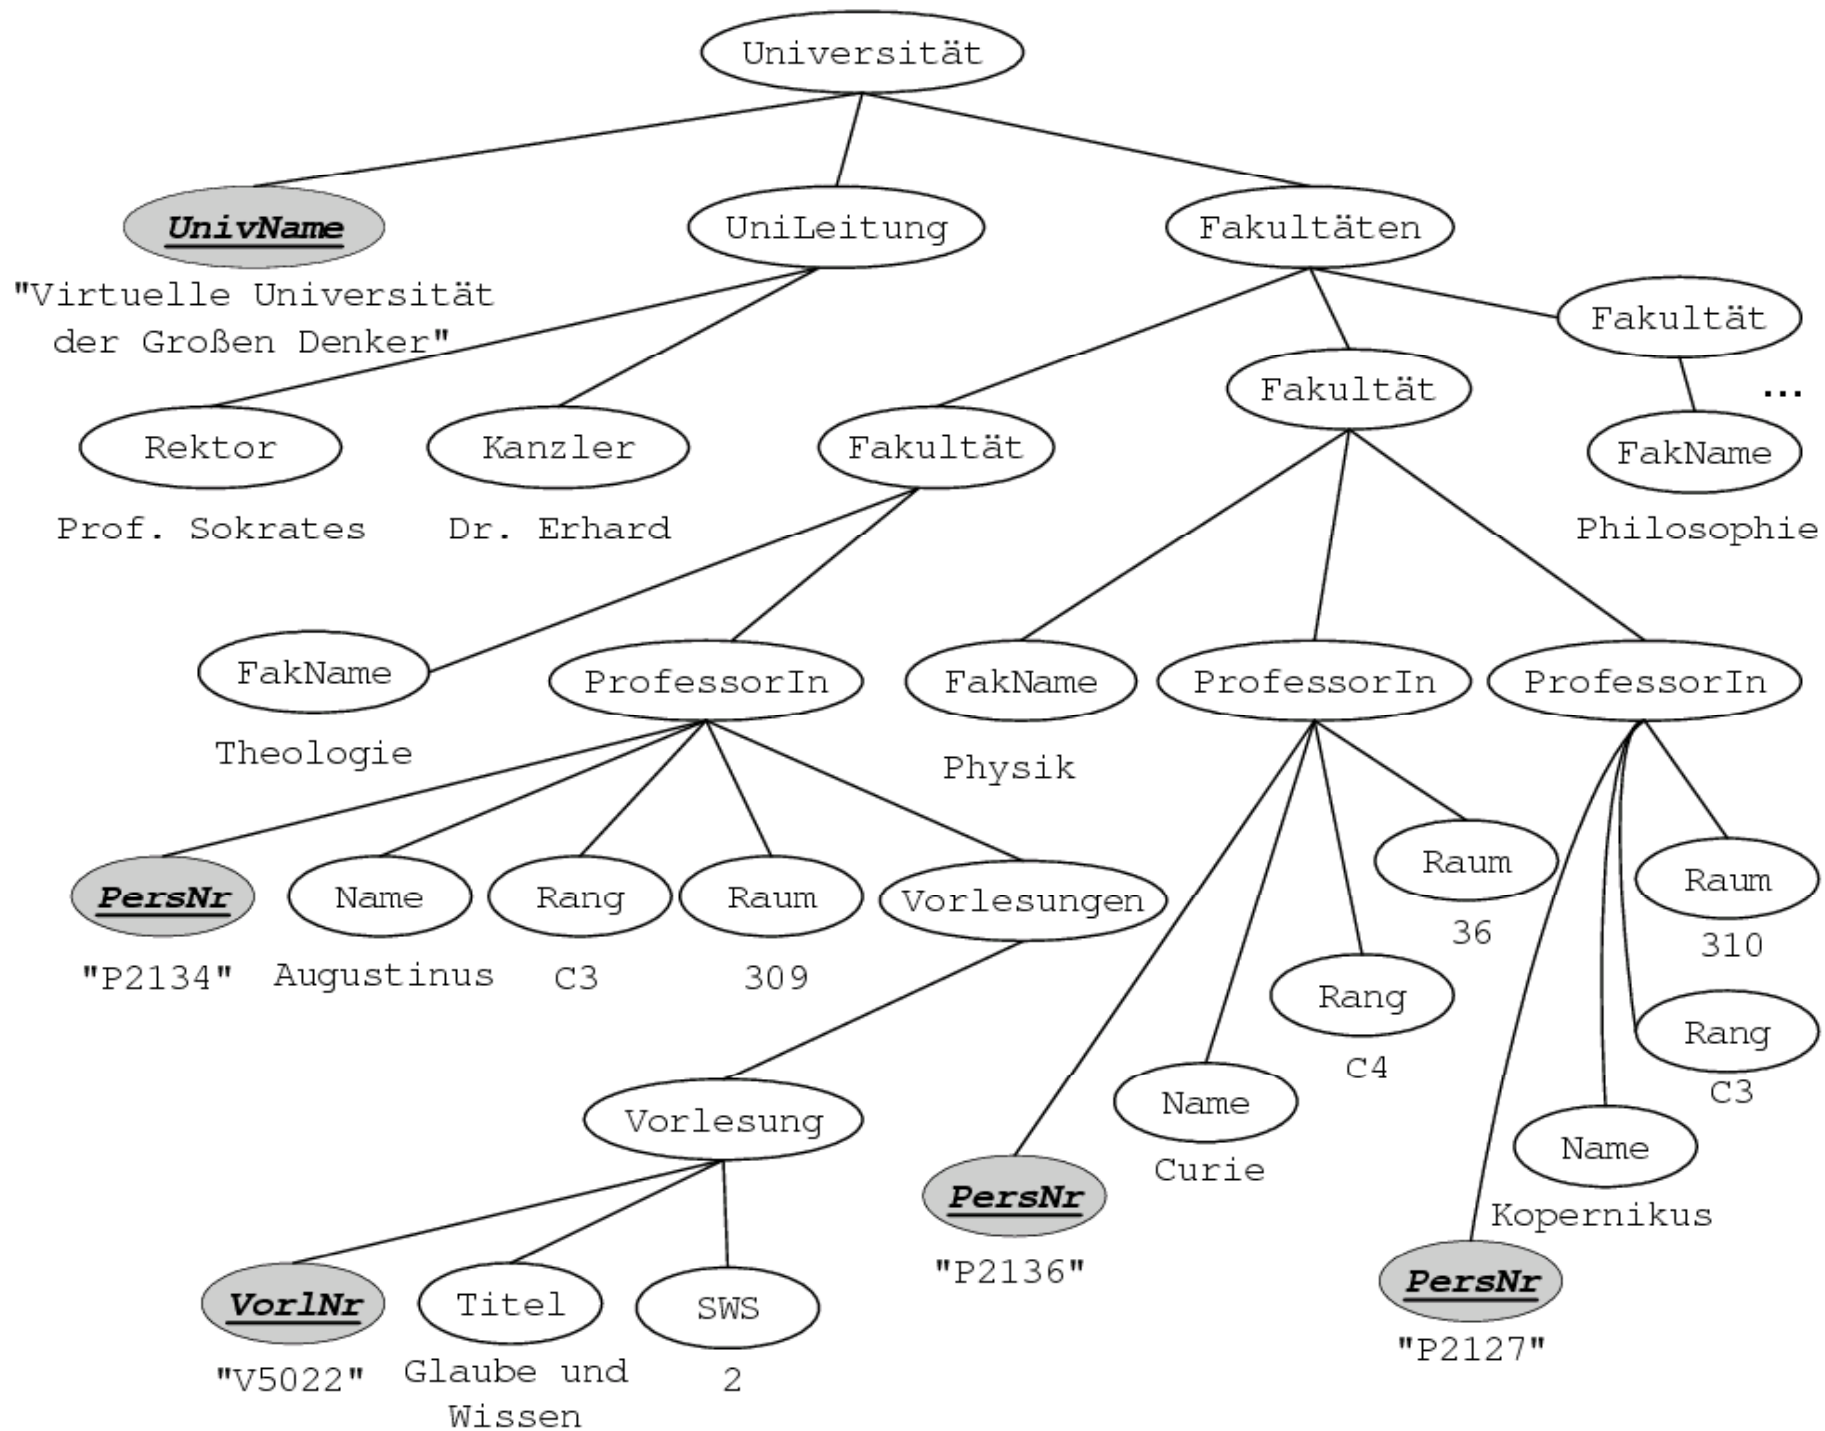 Universität
UnivName
UniLeitung
Fakultäten
"Virtuelle Universität
der Großen Denker"
Fakultät
Fakultät
...
Rektor
Kanzler
Fakultät
FakName
Prof. Sokrates
Dr. Erhard
Philosophie
FakName
ProfessorIn
FakName
ProfessorIn
ProfessorIn
Theologie
Physik
PersNr
Name
Rang
Raum
Vorlesungen
Raum
Raum
"P2134"
Augustinus
C3
309
36
310
Rang
Rang
C4
C3
Vorlesung
Name
Name
Curie
PersNr
Kopernikus
"P2136"
PersNr
"P2127"
VorlNr
Titel
SWS
"V5022"
Glaube und
Wissen
2